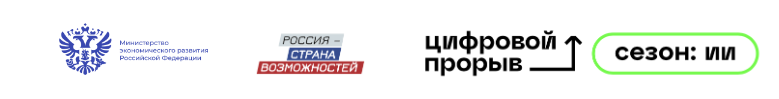 Министерство
экономического развития
Российской Федерации
РОССИЯ –
СТРАНА
ВОЗМОЖНОСТЕЙ
цифровой
прорыв
сезон: ии